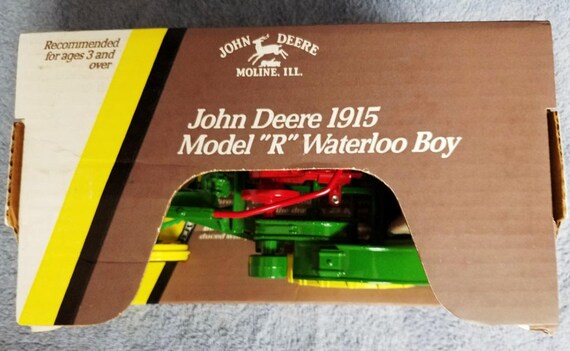 Recommended
for ages 3 and
over
JOHN DEERE
MOLINE, ILL.
John Deere 1915
Model "R" Waterloo Boy